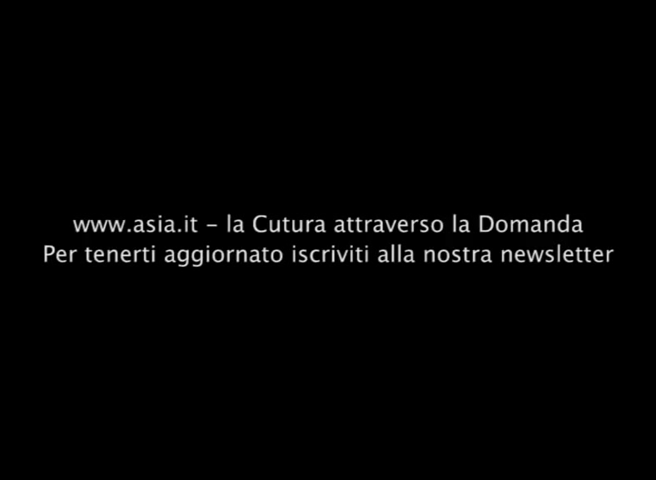 www.asia.it – la Cutura attraverso la Domanda
Per tenerti aggiornato iscriviti alla nostra newsletter